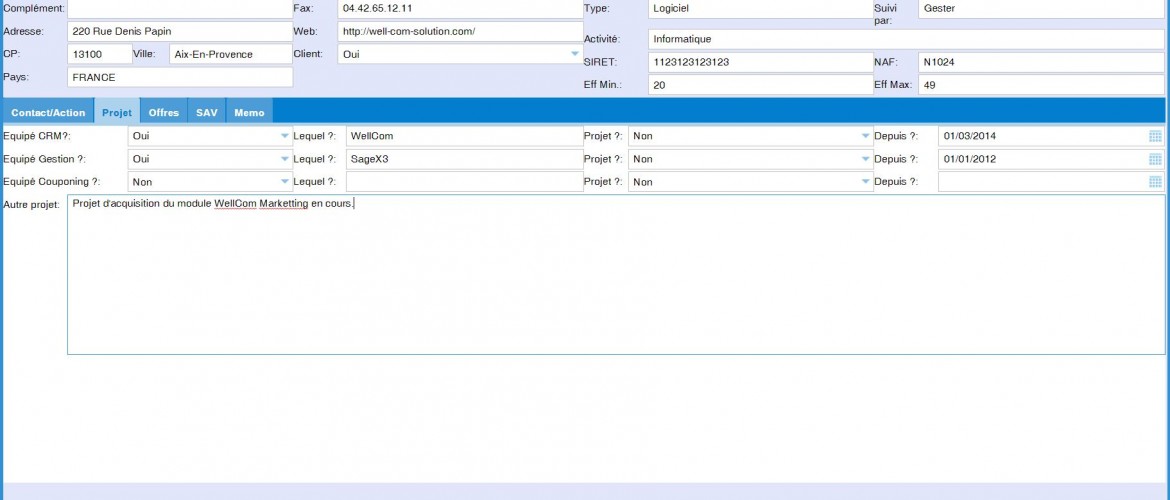 Complément: Fax: 04.42.65.12.11 Type: Logiciel Suivi par: Gester
Adresse: 220 Rue Denis Papin Web: http://well-com-solution.com/ Activité: Informatique
CP: 13100 Ville: Aix-En-Provence Client: Oui SIRET: 1123123123123 NAF: N1024
Pays: FRANCE Eff Min.: 20 Eff Max: 49
Contact/Action Projet Offres SAV Memo
Equipé CRM?: Oui Lequel ?: WellCom Projet ?: Non Depuis ?: 01/03/2014
Equipé Gestion ?: Oui Lequel ?: SageX3 Projet ?: Non Depuis ?: 01/01/2012
Equipé Couponing ?: Non Lequel ?: Projet ?: Non Depuis ?:
Autre projet: Projet d'acquisition du module WellCom Marketting en cours.